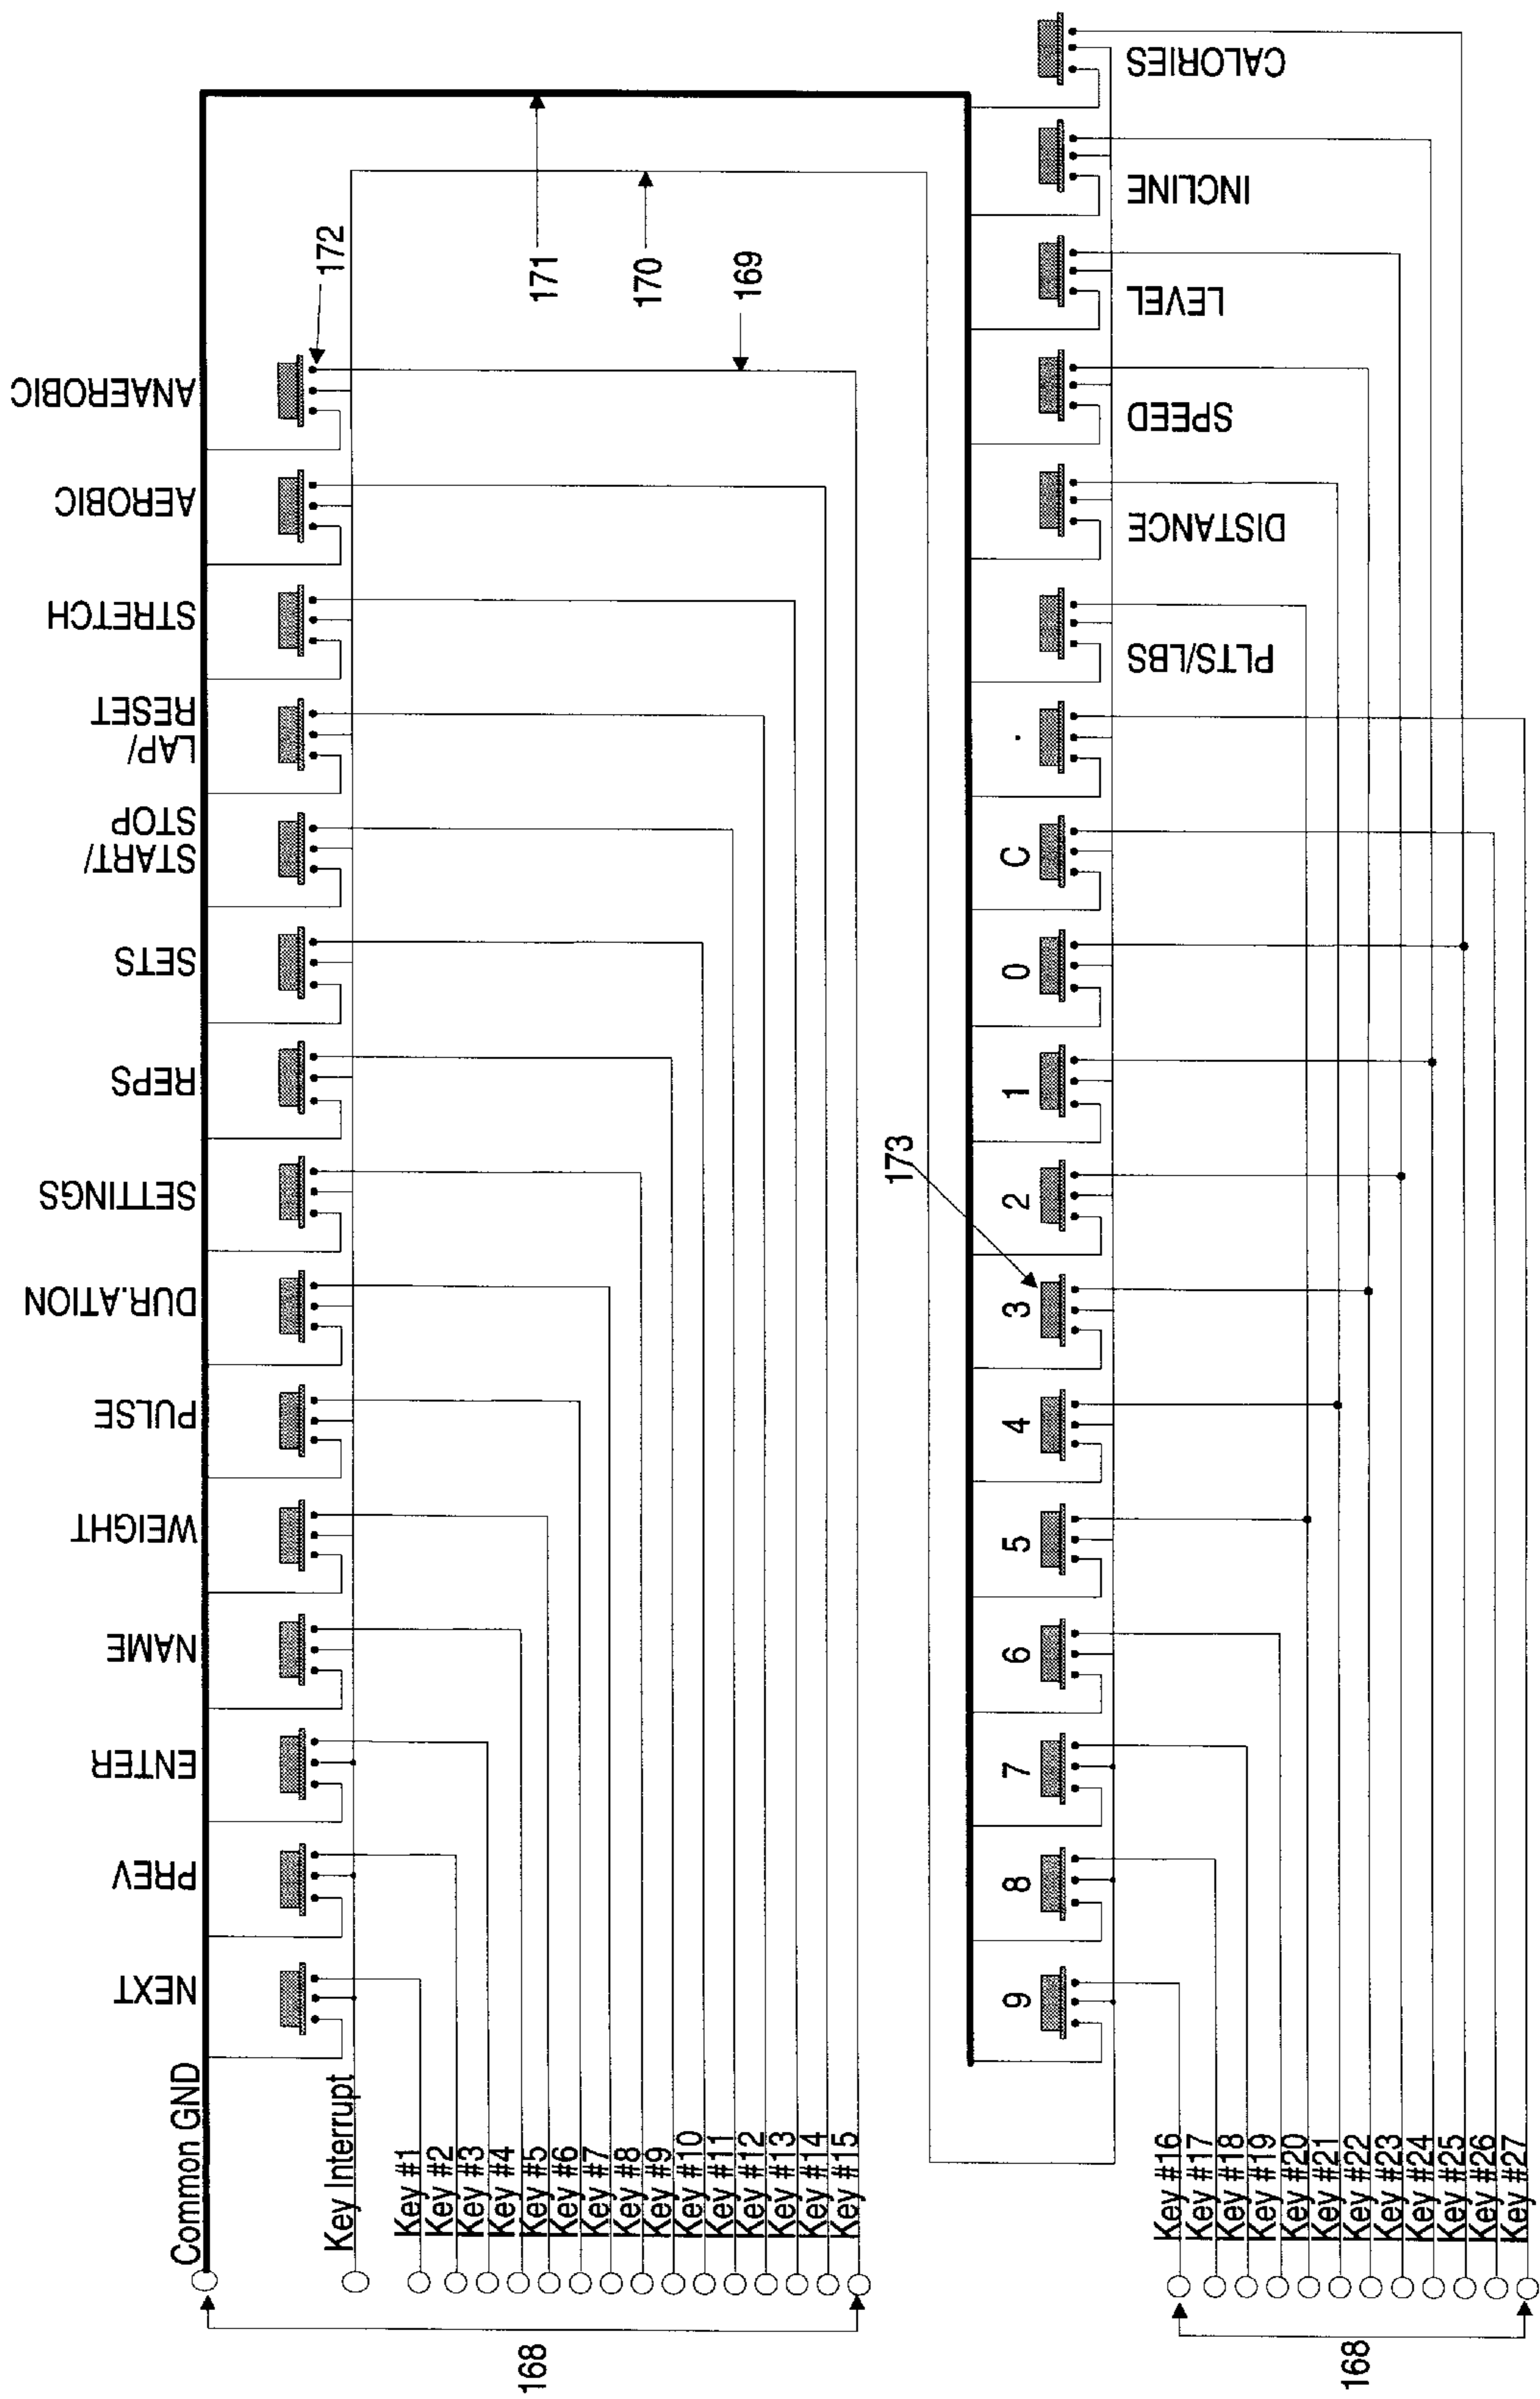 ANAEROBIC
AEROBIC
STRETCH
LAP/
RESET
START/
STOP
SETS
REPS
SETTINGS
DUR.ATION
PULSE
WEIGHT
NAME
ENTER
PREV
NEXT
Common GND
Key Interrupt
Key #1
Key #2
Key #3
Key #4
Key #5
Key #6
Key #7
Key #8
Key #9
Key #10
Key #11
Key #12
Key #13
Key #14
Key #15
168
172
171
170
169
173
CALORIES
INCLINE
LEVEL
SPEED
DISTANCE
PLTS/LBS
.
C
0
1
2
3
4
5
6
7
8
9
Key #16
Key #17
Key #18
Key #19
Key #20
Key #21
Key #22
Key #23
Key #24
Key #25
Key #26
Key #27
168